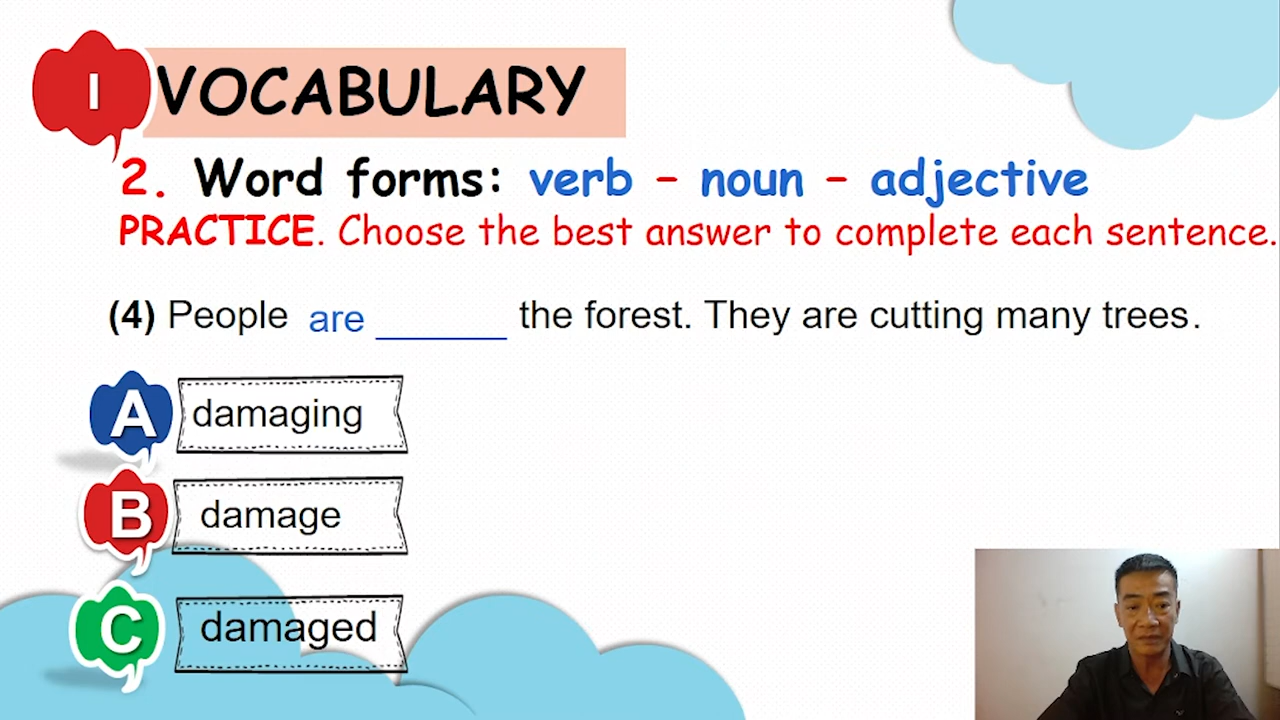 I VOCABULARY
2. Word forms: verb – noun – adjective
PRACTICE. Choose the best answer to complete each sentence.
(4) People are ______ the forest. They are cutting many trees.
A damaging
B damage
C damaged